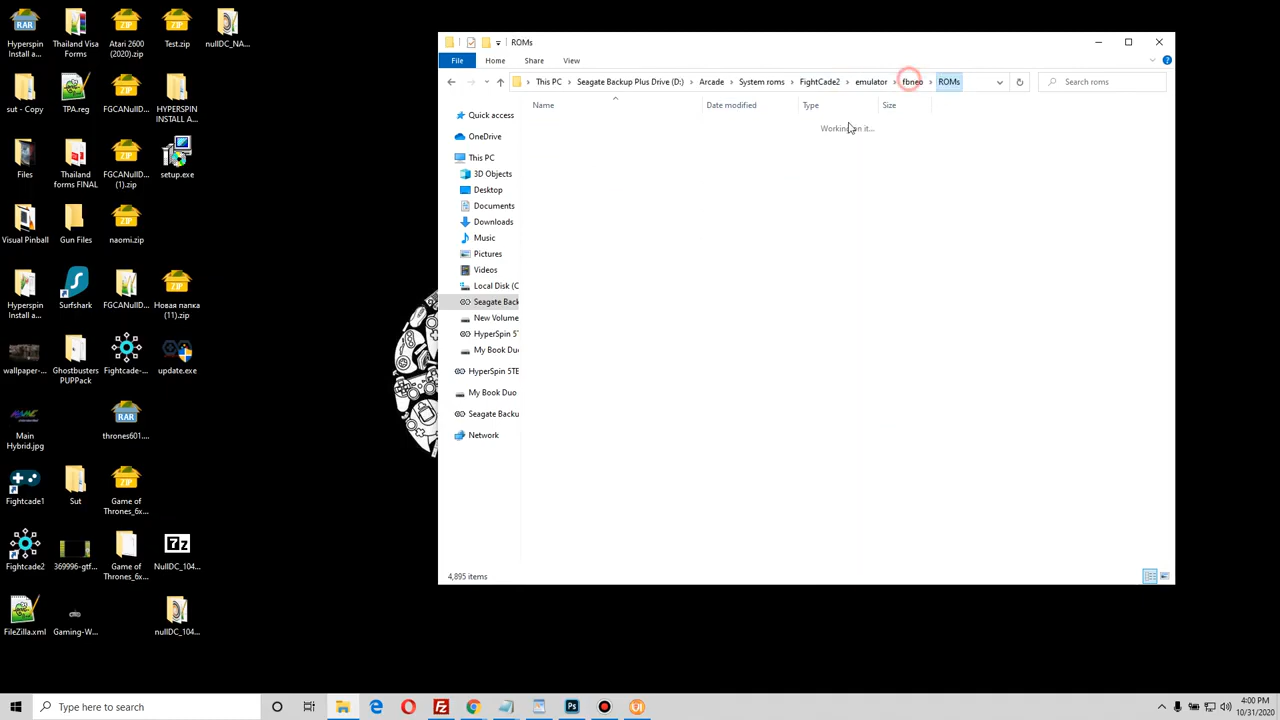 Hyperspin
Install a...
Thailand Visa
Forms
Atari 2600
(2020).zip
Test.zip
nullDC_NA...
sut - Copy
TPA.reg
FGCANullD...
HYPERSPIN
INSTALL A...
Files
Thailand
forms FINAL
FGCANullD...
(1).zip
setup.exe
Visual Pinball
Gun Files
naomi.zip
Hyperspin
Install a...
Surfshark
FGCANullD...
Новая папка
(11).zip
wallpaper-...
Ghostbusters
PUPPack
Fightcade-...
update.exe
Main
Hybrid.jpg
thrones601....
Fightcade1
Sut
Game of
Thrones_6x...
Fightcade2
369996-gtf...
Game of
Thrones_6x...
NullDC_104...
FileZilla.xml
Gaming-W...
nullDC_104...
ROMs
File Home Share View
This PC Seagate Backup Plus Drive (D:) Arcade System roms FightCade2 emulator fbneo ROMs
Search roms
Name Date modified Type Size
Working on it...
Quick access
OneDrive
This PC
3D Objects
Desktop
Documents
Downloads
Music
Pictures
Videos
Local Disk (C
Seagate Back
New Volume
HyperSpin 5T
My Book Duo
HyperSpin 5TE
My Book Duo
Seagate Backu
Network
4,895 items
Type here to search
4:00 PM
10/31/2020